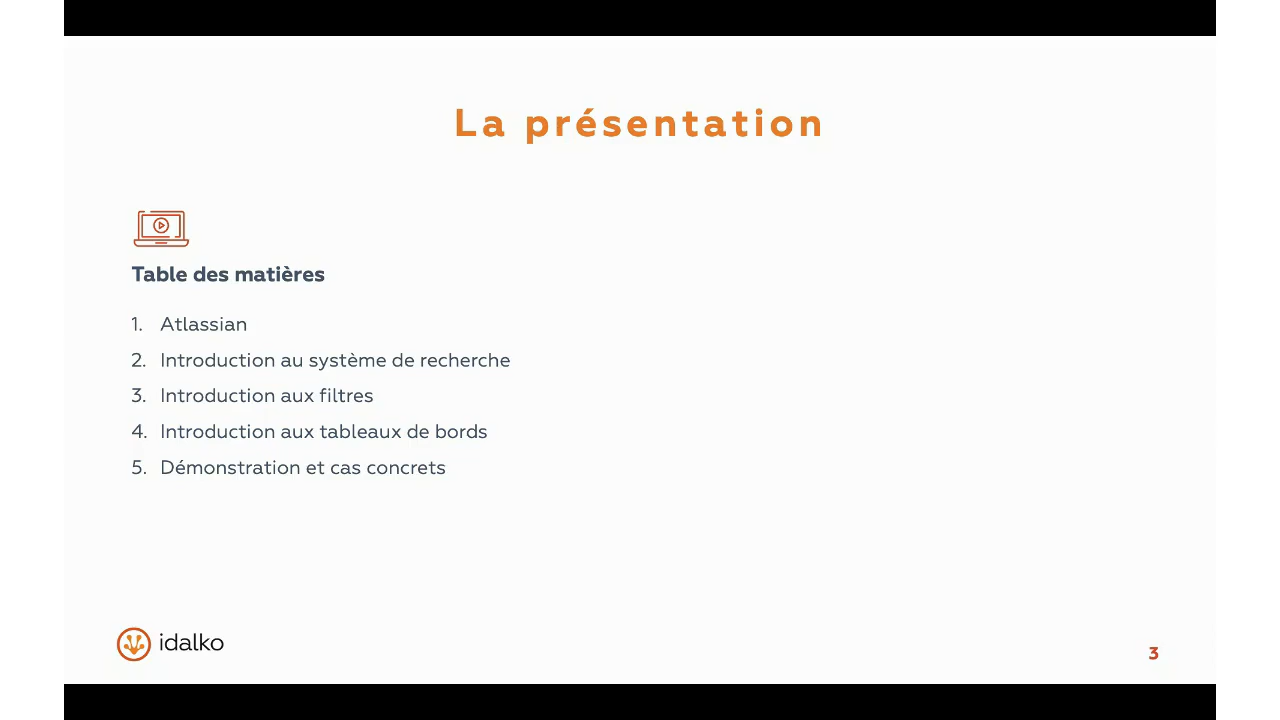 La présentation
Table des matières
1. Atlassian
2. Introduction au système de recherche
3. Introduction aux filtres
4. Introduction aux tableaux de bords
5. Démonstration et cas concrets
idalko
3